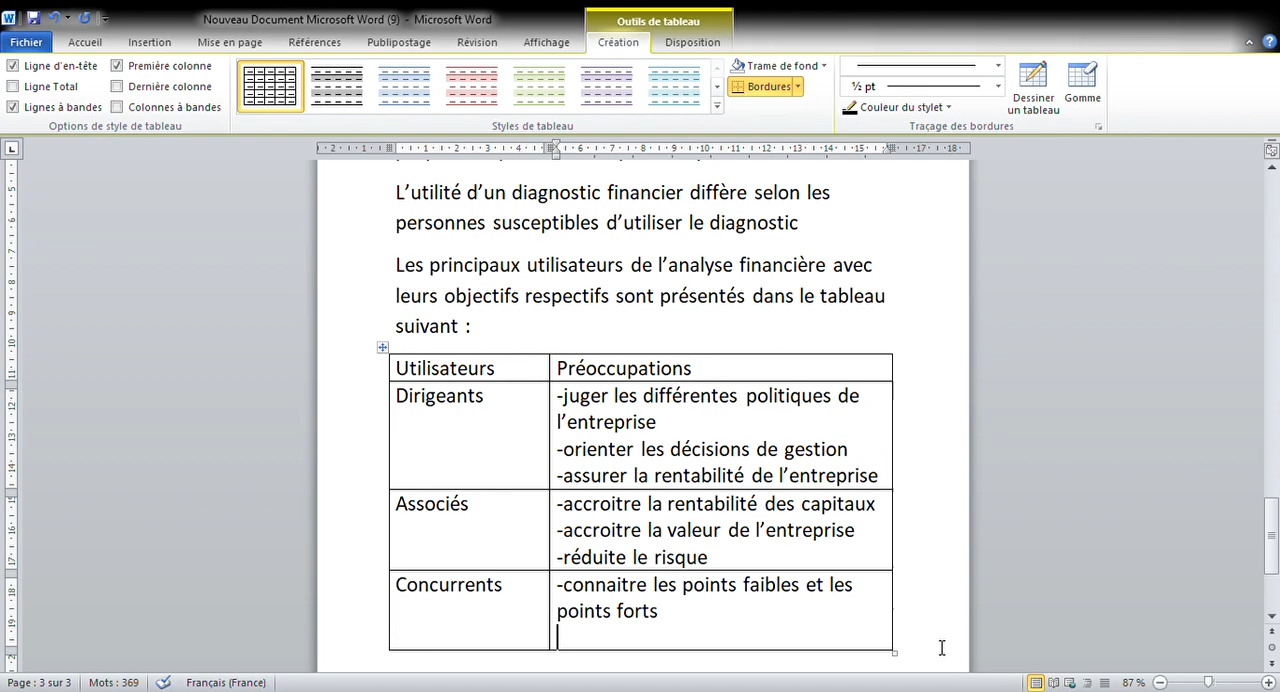 Nouveau Document Microsoft Word (9) - Microsoft Word
Outils de tableau
Fichier Accueil Insertion Mise en page Références Publipostage Révision Affichage Création Disposition
Ligne d'en-tête Première colonne
Ligne Total Dernière colonne
Lignes à bandes Colonnes à bandes
Options de style de tableau
Styles de tableau
Trame de fond
Bordures
½ pt
Couleur du stylet
Dessiner un tableau
Gomme
Traçage des bordures
L'utilité d'un diagnostic financier diffère selon les
personnes susceptibles d'utiliser le diagnostic
Les principaux utilisateurs de l'analyse financière avec
leurs objectifs respectifs sont présentés dans le tableau
suivant :
Utilisateurs Préoccupations
Dirigeants -juger les différentes politiques de
l'entreprise
-orienter les décisions de gestion
-assurer la rentabilité de l'entreprise
Associés -accroitre la rentabilité des capitaux
-accroitre la valeur de l'entreprise
-réduite le risque
Concurrents -connaitre les points faibles et les
points forts
Page : 3 sur 3 Mots : 369 Français (France) 87 %